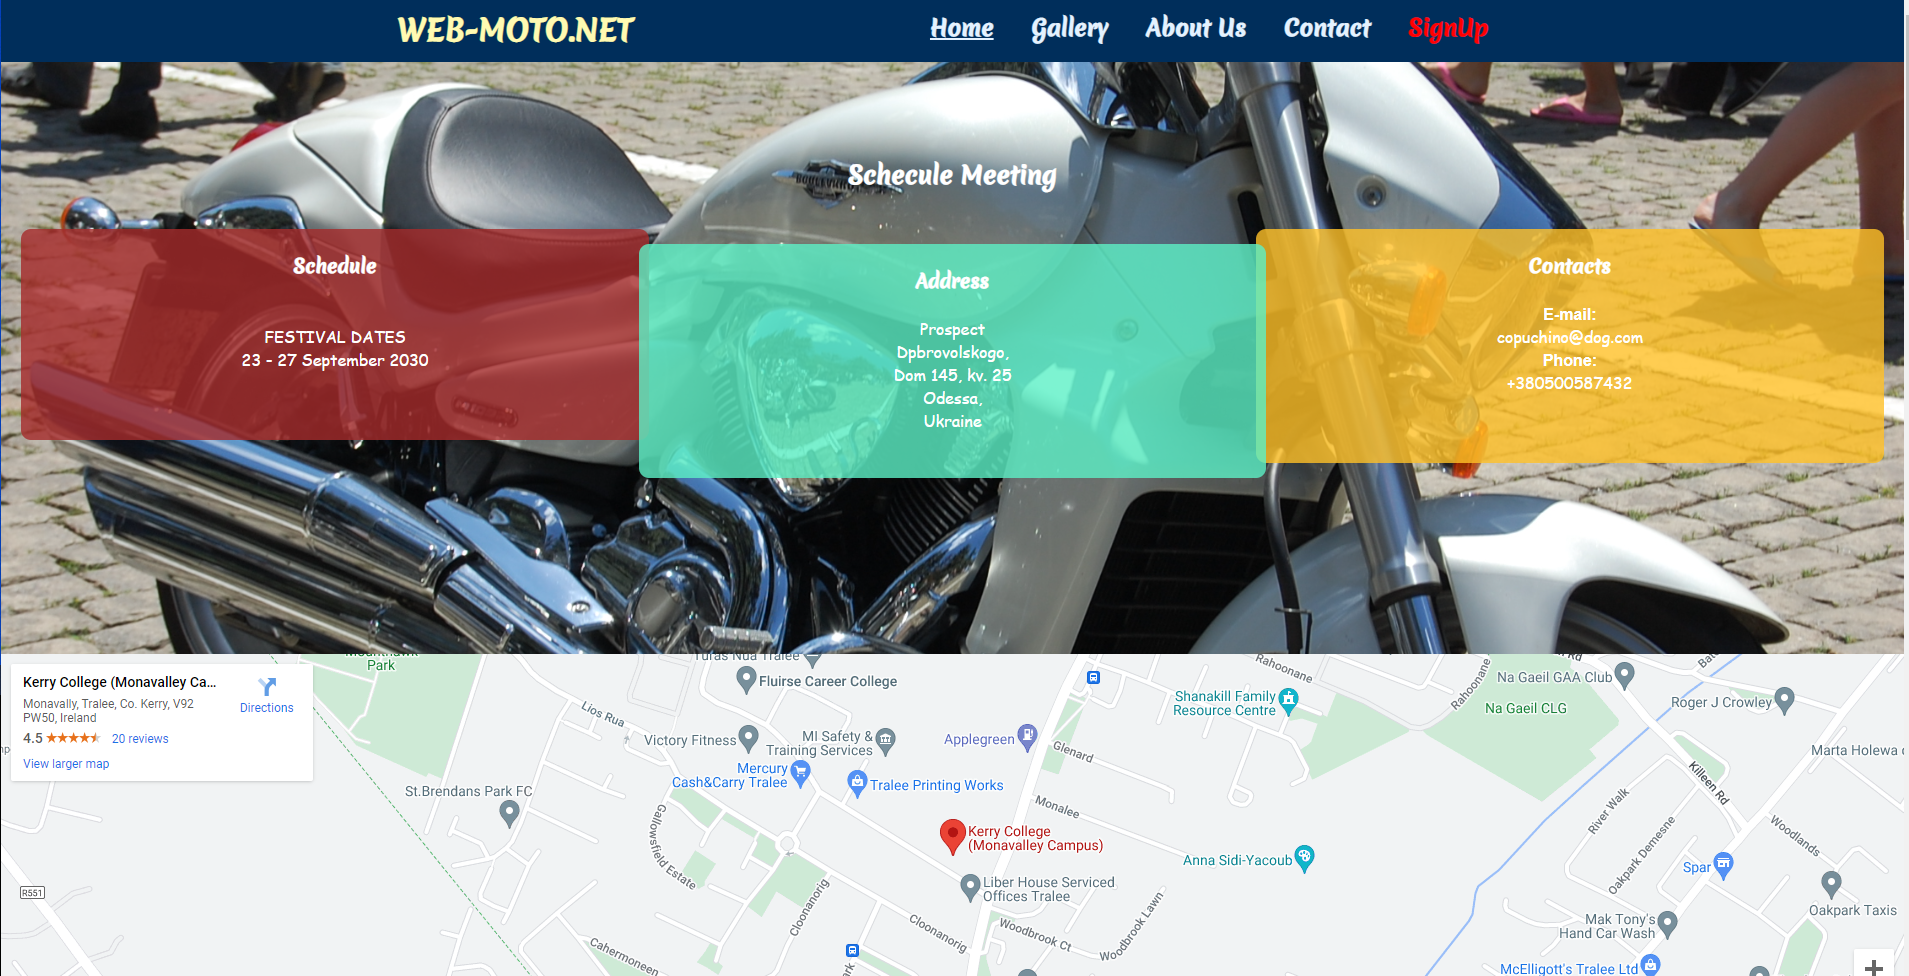 WEB-MOTO.NET
Home
Gallery
About Us
Contact
SignUp
Schecule Meeting
Schedule
FESTIVAL DATES
23 - 27 September 2030
Address
Prospect
Dpbrovolskogo,
Dom 145, kv. 25
Odessa,
Ukraine
Contacts
E-mail:
copuchino@dog.com
Phone:
+380500587432
Kerry College (Monavalley Ca...
Monavally, Tralee, Co. Kerry, V92
PW50, Ireland
4.5
20 reviews
View larger map
Directions
Park
Turas Nua Tralee
Fluirse Career College
Lios Rua
Victory Fitness
MI Safety &
Training Services
Mercury
Cash&Carry Tralee
Tralee Printing Works
Applegreen
Glenard
Monalee
St.Brendans Park FC
Gallowsfield Estate
Kerry College
(Monavalley Campus)
Liber House Serviced
Offices Tralee
Cloonanorig
Cloonanorig
Woodbrook Ct
Woodbrook Lawn
Cahermoneen
R551
Rahoonane
Rahoonane
Shanakill Family
Resource Centre
Na Gaeil GAA Club
Na Gaeil CLG
Rd
Roger J Crowley
Marta Holewa
Killeen Rd
River Walk
Oakpark Demesne
Woodlands
Anna Sidi-Yacoub
Spar
Oakpark Taxis
Mak Tony's
Hand Car Wash
McElligott's Tralee Ltd